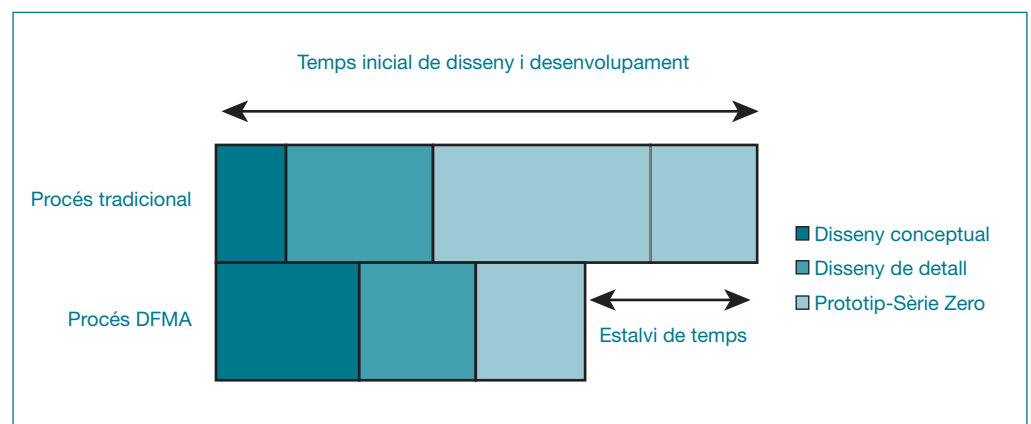 Temps inicial de disseny i desenvolupament
Procés tradicional
Procés DFMA
Estalvi de temps
Disseny conceptual
Disseny de detall
Prototip-Sèrie Zero